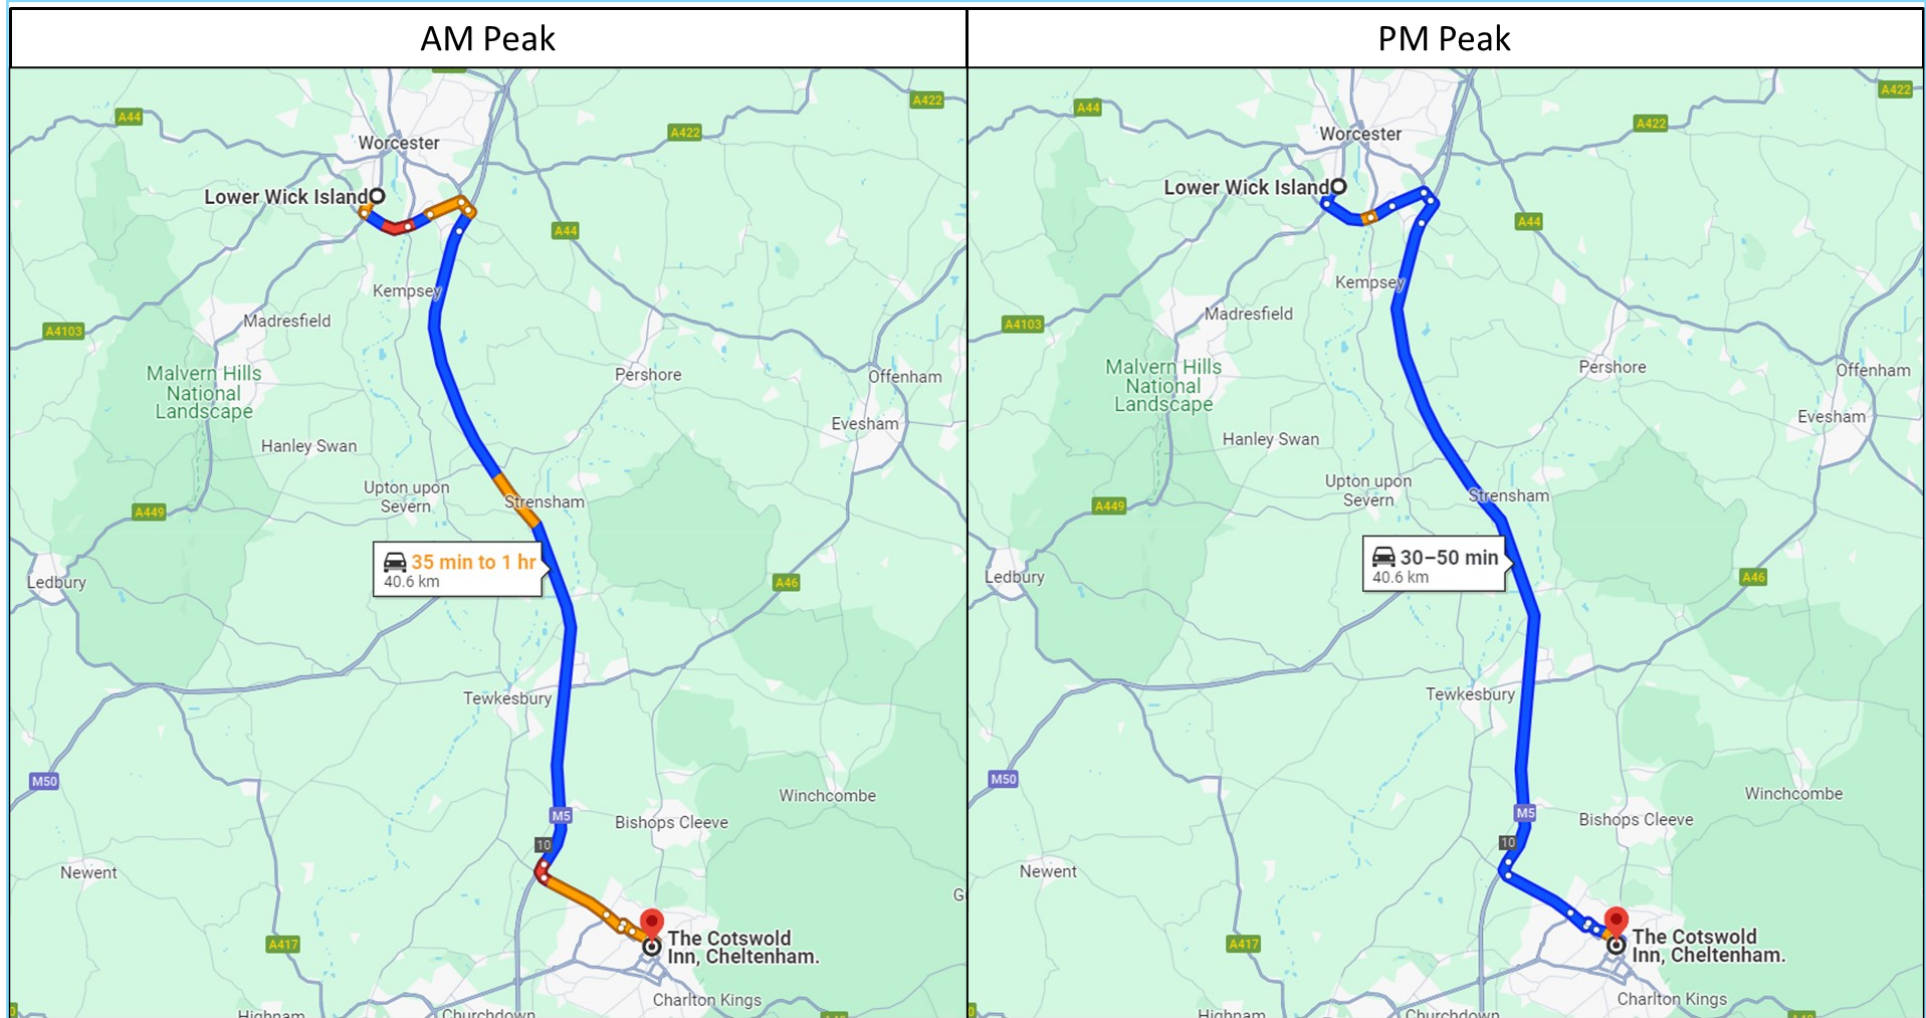 AM Peak
PM Peak
A44
A422
A422
Worcester
Lower Wick Island
A44
Kempsey
A4103
Madresfield
Malvern Hills
National
Landscape
Pershore
Offenham
Evesham
Hanley Swan
Upton upon
Severn
Strensham
A449
35 min to 1 hr
40.6 km
Ledbury
A46
Tewkesbury
M50
Winchcombe
M5
Bishops Cleeve
10
Newent
G
A417
The Cotswold
Inn, Cheltenham.
Charlton Kings
Highnam
Churchdown
A44
A422
A422
Worcester
Lower Wick Island
A44
Kempsey
A4103
Madresfield
Malvern Hills
National
Landscape
Pershore
Offenham
Evesham
Hanley Swan
Upton upon
Severn
Strensham
A449
30–50 min
40.6 km
Ledbury
A46
Tewkesbury
M50
Winchcombe
M5
Bishops Cleeve
10
Newent
A417
The Cotswold
Inn, Cheltenham.
Charlton Kings
Highnam
Churchdown